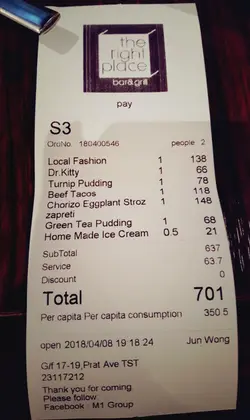 the
right
place
bar&grill
pay
S3
OroNo. 180400546 people 2
Local Fashion 1 138
Dr.Kitty 1 66
Turnip Pudding 1 78
Beef Tacos 1 118
Chorizo Eggplant Stroz 1 148
zapreti
Green Tea Pudding 1 68
Home Made Ice Cream 0.5 21
SubTotal 637
Service 63.7
Discount 0
Total 701
Per capita Per capita consumption 350.5
open 2018/04/08 19 18 24 Jun Wong
G/f 17-19,Prat Ave TST
23117212
Thank you for coming
Please follow
Facebook · M1 Group